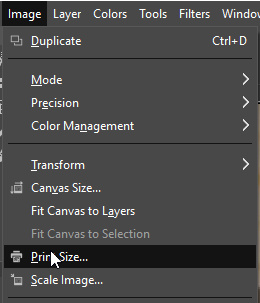 Image Layer Colors Tools Filters Window
Duplicate Ctrl+D
Mode
Precision
Color Management
Transform
Canvas Size...
Fit Canvas to Layers
Fit Canvas to Selection
Print Size...
Scale Image...